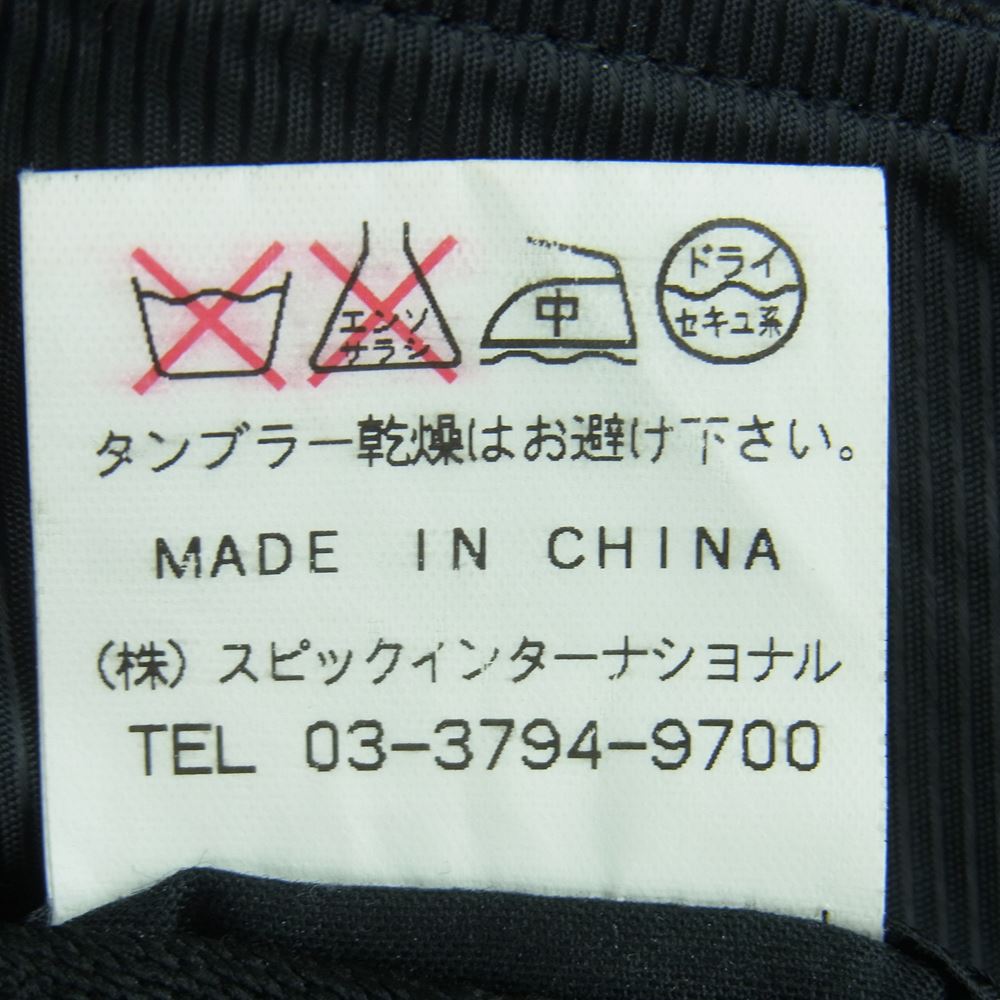 エンソ
サラシ
中
ドライ
セキユ系
タンブラー乾燥はお避け下さい。
MADE IN CHINA
(株) スピックインターナショナル
TEL 03-3794-9700